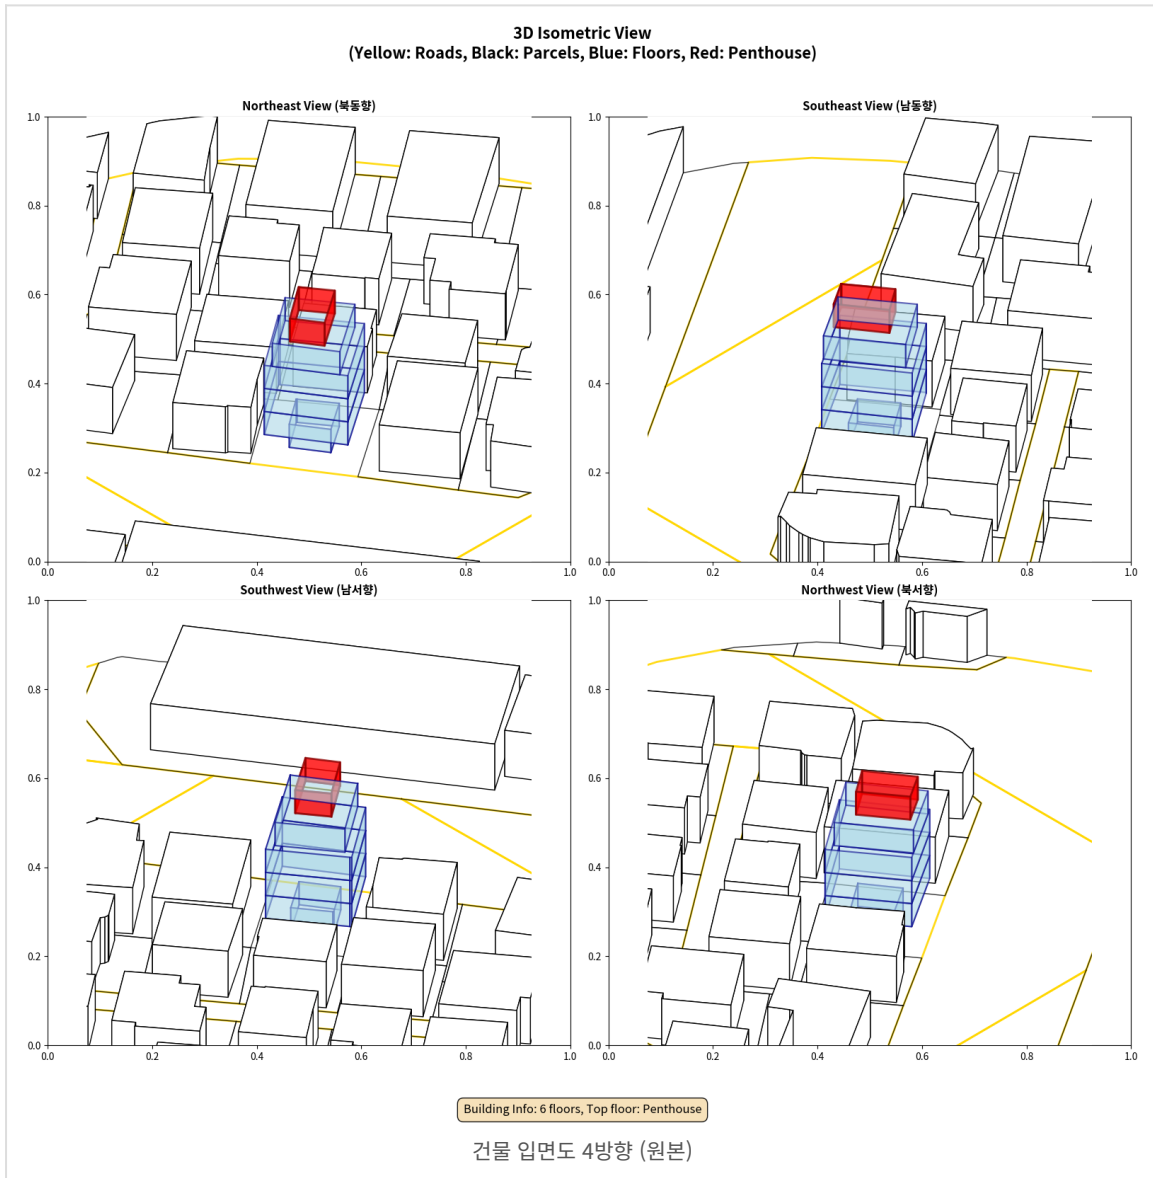 3D Isometric View
(Yellow: Roads, Black: Parcels, Blue: Floors, Red: Penthouse)
Northeast View (북동향)
1.0
0.8
0.6
0.4
0.2
0.0
0.0 0.2 0.4 0.6 0.8 1.0
Southeast View (남동향)
1.0
0.8
0.6
0.4
0.2
0.0
0.0 0.2 0.4 0.6 0.8 1.0
Southwest View (남서향)
1.0
0.8
0.6
0.4
0.2
0.0
0.0 0.2 0.4 0.6 0.8 1.0
Northwest View (북서향)
1.0
0.8
0.6
0.4
0.2
0.0
0.0 0.2 0.4 0.6 0.8 1.0
Building Info: 6 floors, Top floor: Penthouse
건물 입면도 4방향 (원본)